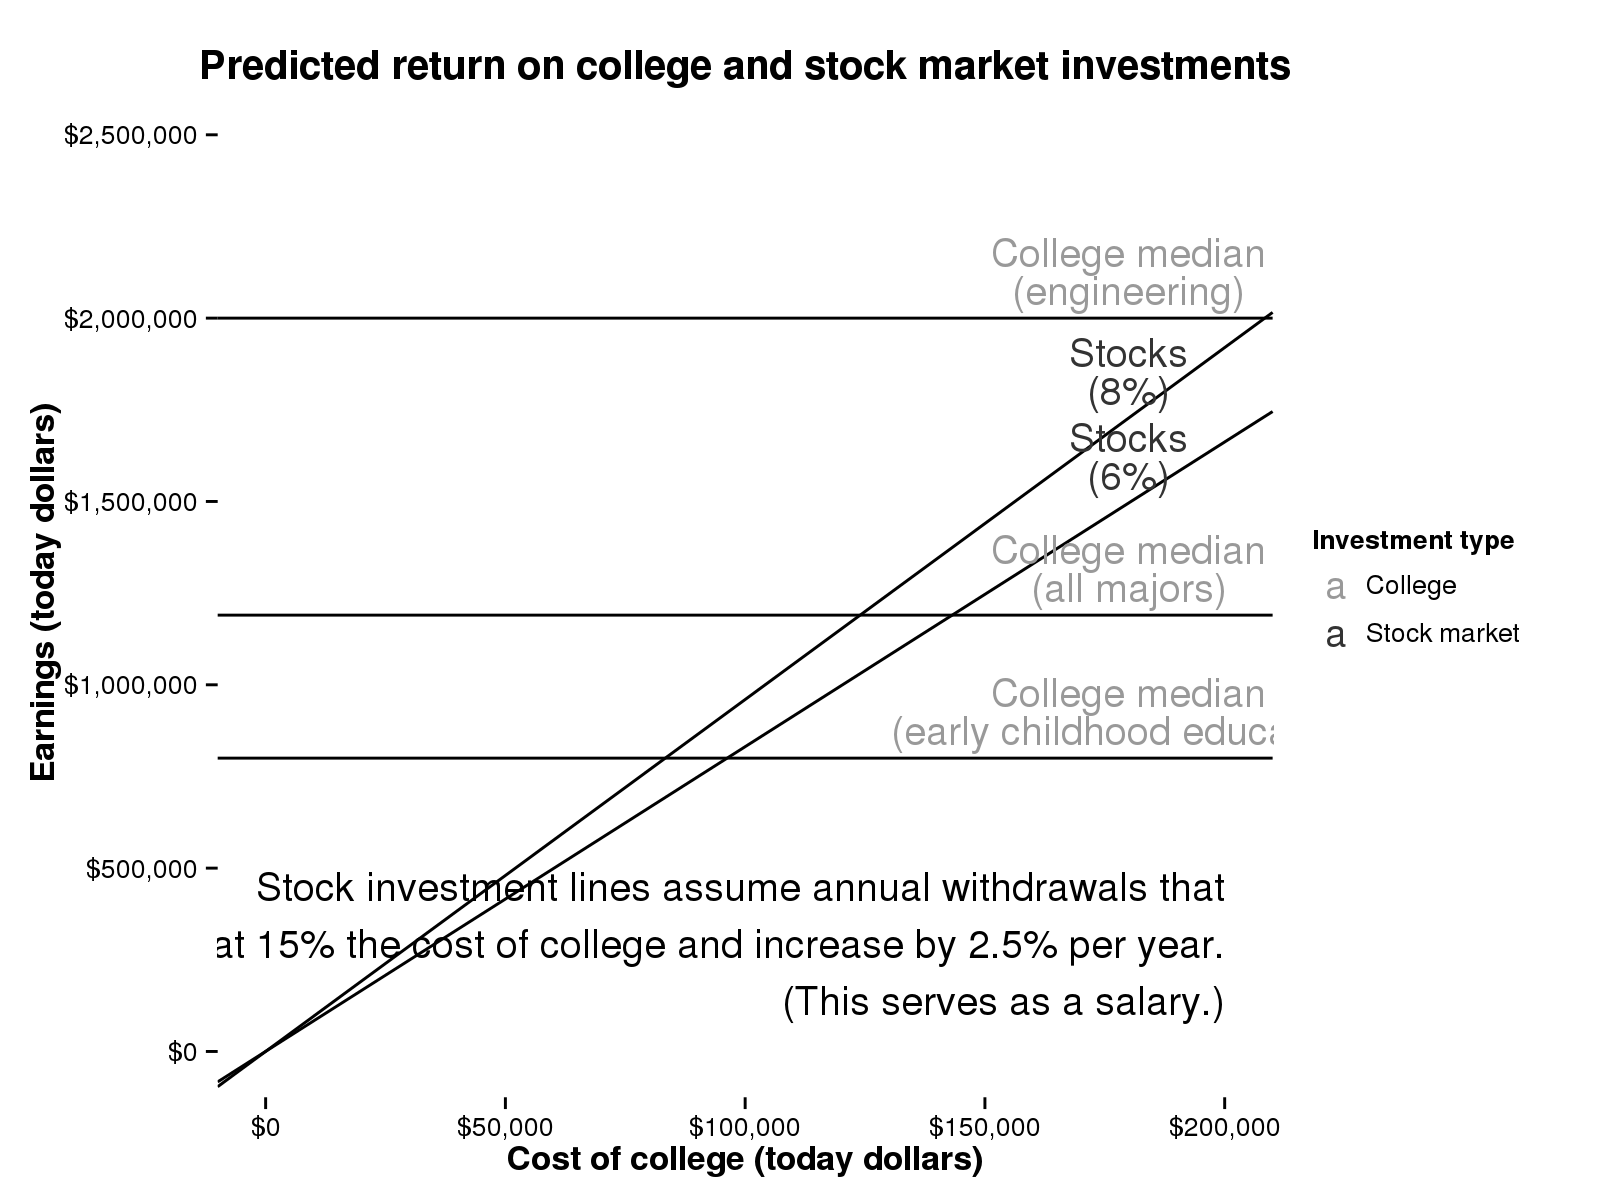 Predicted return on college and stock market investments
Earnings (today dollars)
$2,500,000
$2,000,000
$1,500,000
$1,000,000
$500,000
$0
College median
(engineering)
Stocks
(8%)
Stocks
(6%)
College median
(all majors)
College median
(early childhood educa
Stock investment lines assume annual withdrawals that
at 15% the cost of college and increase by 2.5% per year.
(This serves as a salary.)
$0
$50,000
$100,000
$150,000
$200,000
Cost of college (today dollars)
Investment type
a College
a Stock market